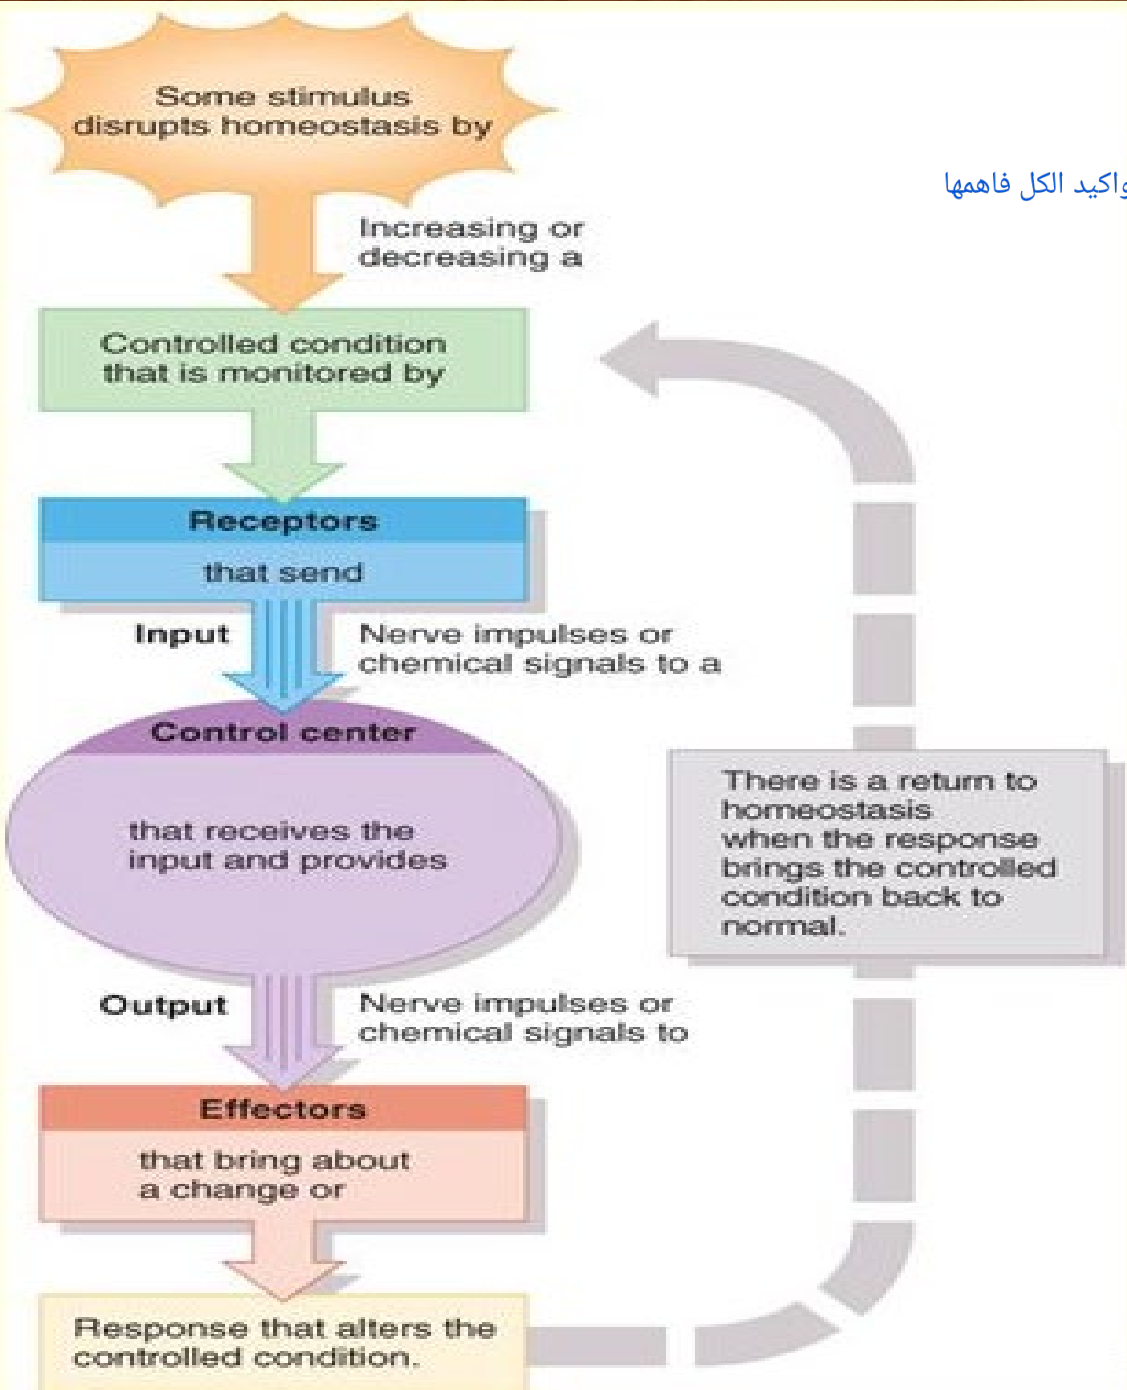 Some stimulus
disrupts homeostasis by
واكيد الكل فاهمها
Increasing or
decreasing a
Controlled condition
that is monitored by
Receptors
that send
Input
Nerve impulses or
chemical signals to a
Control center
that receives the
input and provides
There is a return to
homeostasis
when the response
brings the controlled
condition back to
normal.
Output
Nerve impulses or
chemical signals to
Effectors
that bring about
a change or
Response that alters the
controlled condition.